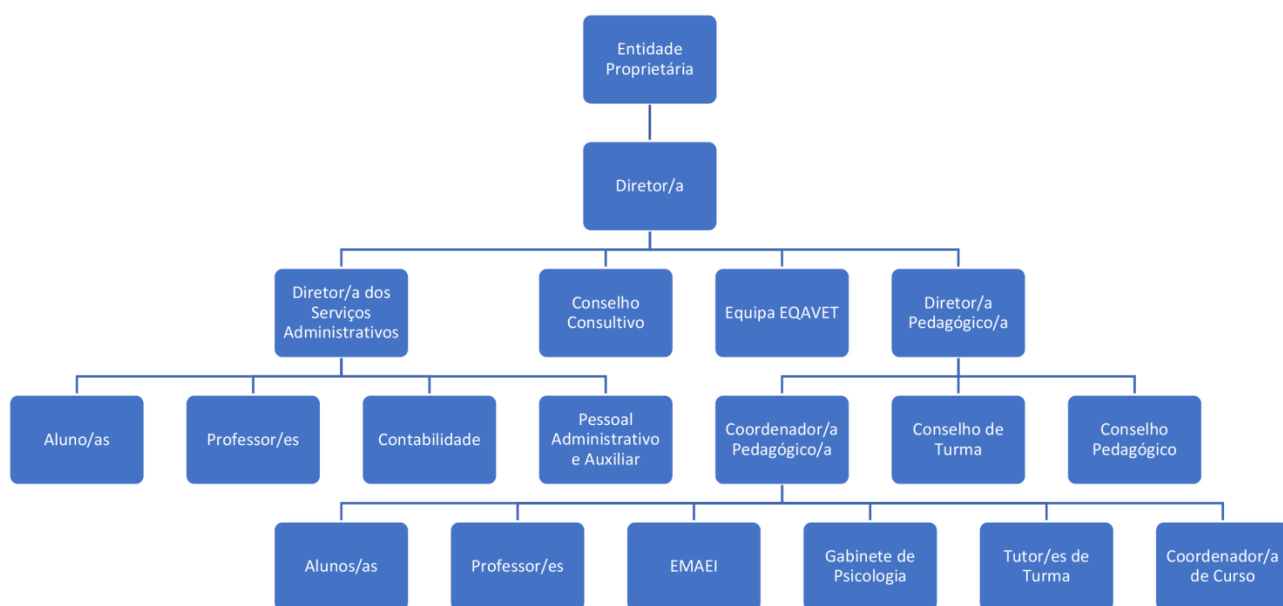 Entidade
Proprietária
Diretor/a
Diretor/a dos
Serviços
Administrativos
Conselho
Consultivo
Equipa EQAVET
Diretor/a
Pedagógico/a
Aluno/as
Professor/es
Contabilidade
Pessoal
Administrativo
e Auxiliar
Coordenador/a
Pedagógico/a
Conselho de
Turma
Conselho
Pedagógico
Alunos/as
Professor/es
EMAEI
Gabinete de
Psicologia
Tutor/es de
Turma
Coordenador/a
de Curso